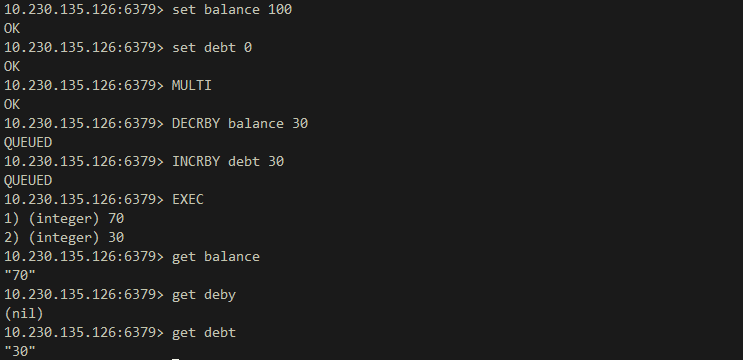 10.230.135.126:6379> set balance 100
OK
10.230.135.126:6379> set debt 0
OK
10.230.135.126:6379> MULTI
OK
10.230.135.126:6379> DECRBY balance 30
QUEUED
10.230.135.126:6379> INCRBY debt 30
QUEUED
10.230.135.126:6379> EXEC
1) (integer) 70
2) (integer) 30
10.230.135.126:6379> get balance
"70"
10.230.135.126:6379> get deby
(nil)
10.230.135.126:6379> get debt
"30"